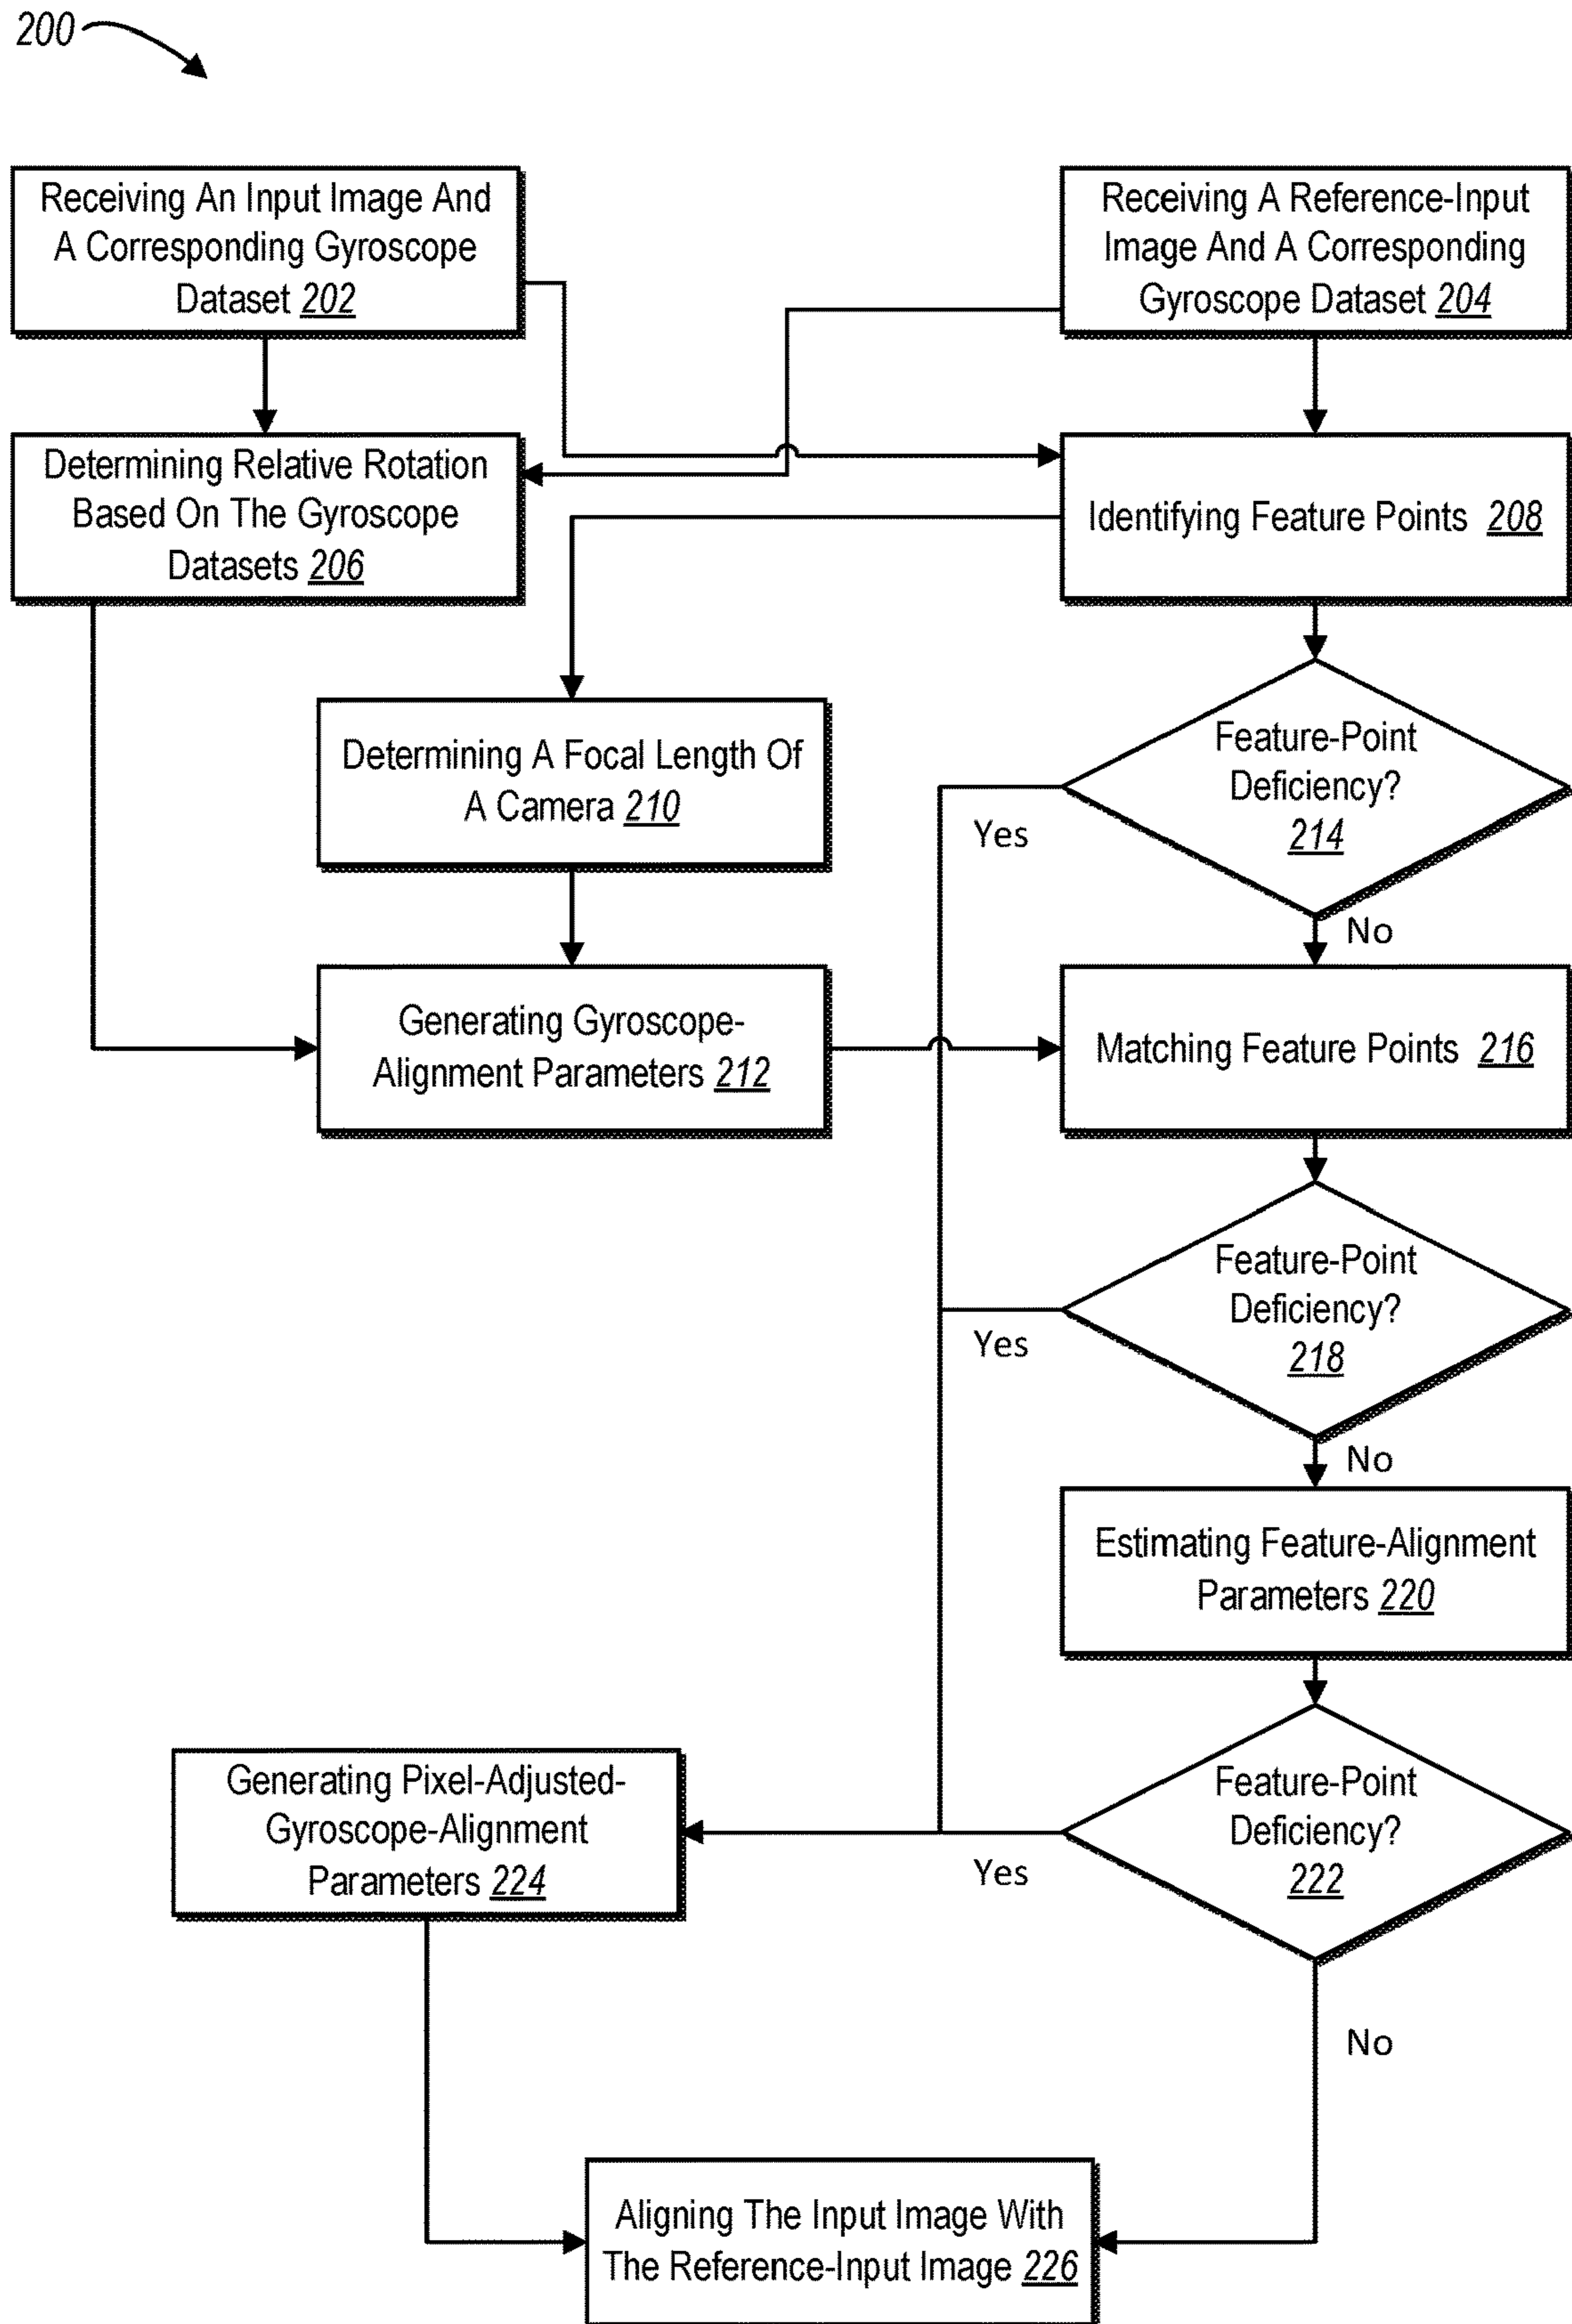 200
Receiving An Input Image And
A Corresponding Gyroscope
Dataset 202
Receiving A Reference-Input
Image And A Corresponding
Gyroscope Dataset 204
Determining Relative Rotation
Based On The Gyroscope
Datasets 206
Identifying Feature Points 208
Determining A Focal Length Of
A Camera 210
Feature-Point
Deficiency?
214
Yes
No
Generating Gyroscope-
Alignment Parameters 212
Matching Feature Points 216
Feature-Point
Deficiency?
218
Yes
No
Estimating Feature-Alignment
Parameters 220
Generating Pixel-Adjusted-
Gyroscope-Alignment
Parameters 224
Feature-Point
Deficiency?
222
Yes
No
Aligning The Input Image With
The Reference-Input Image 226